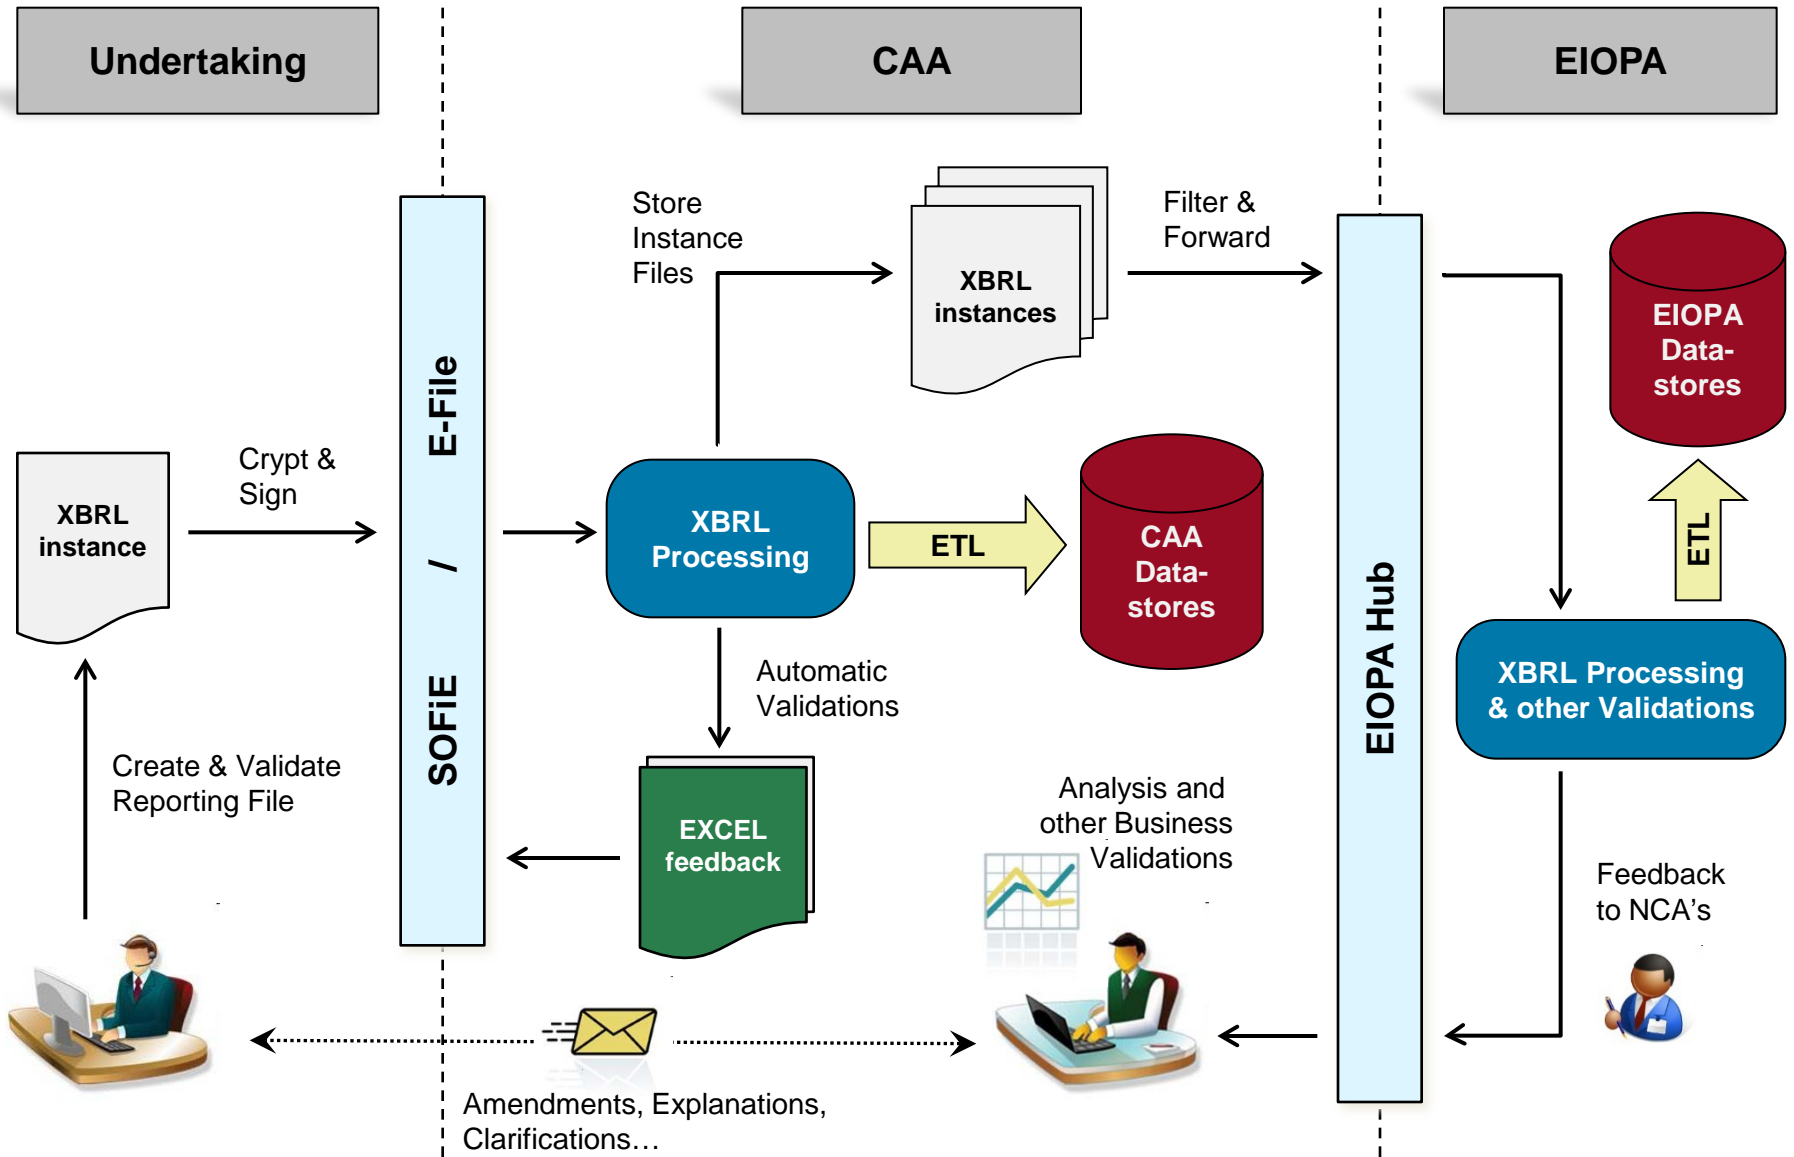 Undertaking
CAA
EIOPA
Store
Instance
Files
XBRL
instances
Filter &
Forward
EIOPA
Data-
stores
SOFiE / E-File
Crypt &
Sign
XBRL
instance
XBRL
Processing
ETL
CAA
Data-
stores
EIOPA Hub
ETL
XBRL Processing
& other Validations
Automatic
Validations
Create & Validate
Reporting File
EXCEL
feedback
Analysis and
other Business
Validations
Feedback
to NCA's
Amendments, Explanations,
Clarifications…